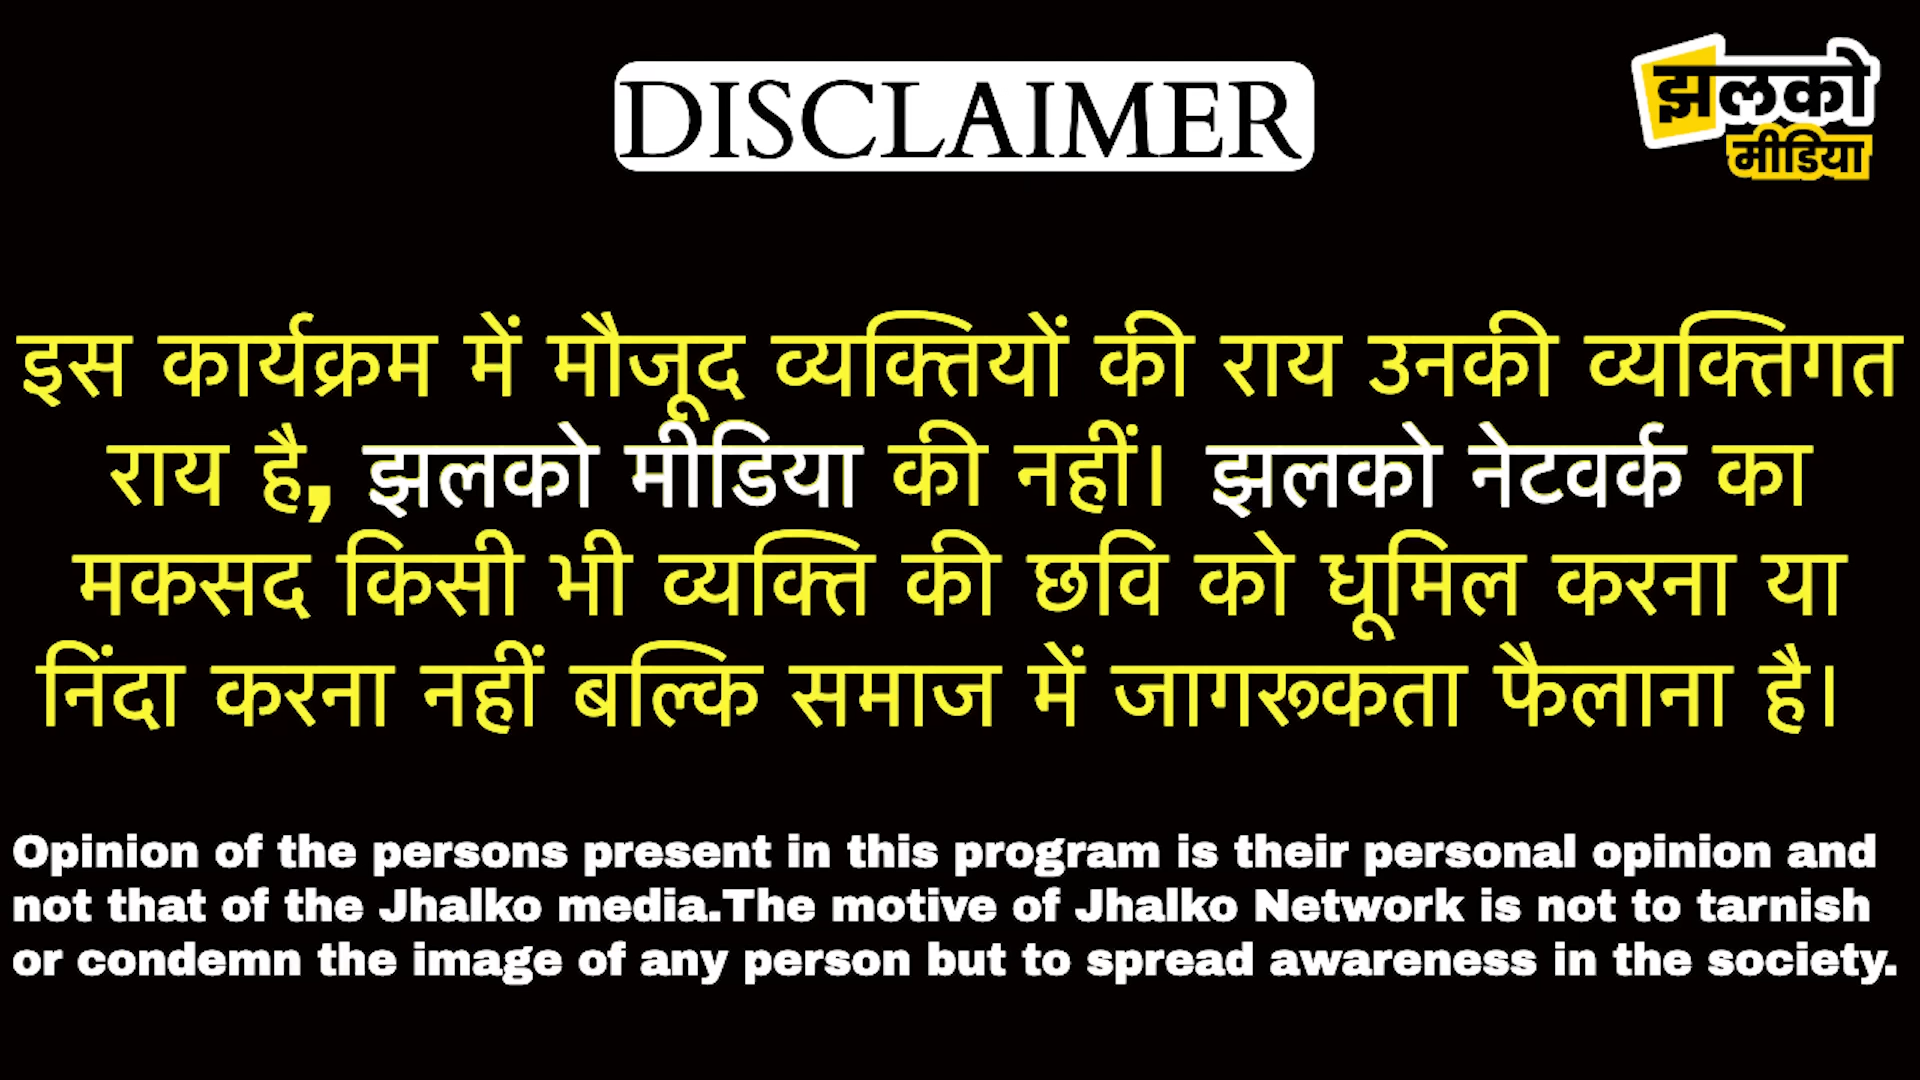 DISCLAIMER
झलको
मीडिया
इस कार्यक्रम में मौजूद व्यक्तियों की राय उनकी व्यक्तिगत
राय है, झलको मीडिया की नहीं। झलको नेटवर्क का
मकसद किसी भी व्यक्ति की छवि को धूमिल करना या
निंदा करना नहीं बल्कि समाज में जागरूकता फैलाना है।
Opinion of the persons present in this program is their personal opinion and
not that of the Jhalko media.The motive of Jhalko Network is not to tarnish
or condemn the image of any person but to spread awareness in the society.